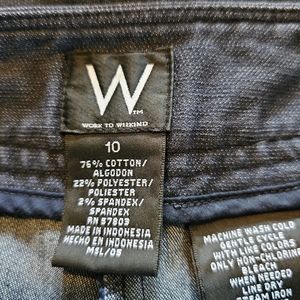 W™
WORK TO WEEKEND
10
76% COTTON/
ALGODON
22% POLYESTER/
POLIESTER
2% SPANDEX/
SPANDEX
RN 57803
MADE IN INDONESIA
HECHO EN INDONESIA
MSL/05
MACHINE WASH COLD
GENTLE CYCLE
WITH LIKE COLORS
ONLY NON-CHLORINE
BLEACH
WHEN NEEDED
LINE DRY
STEAM IRON